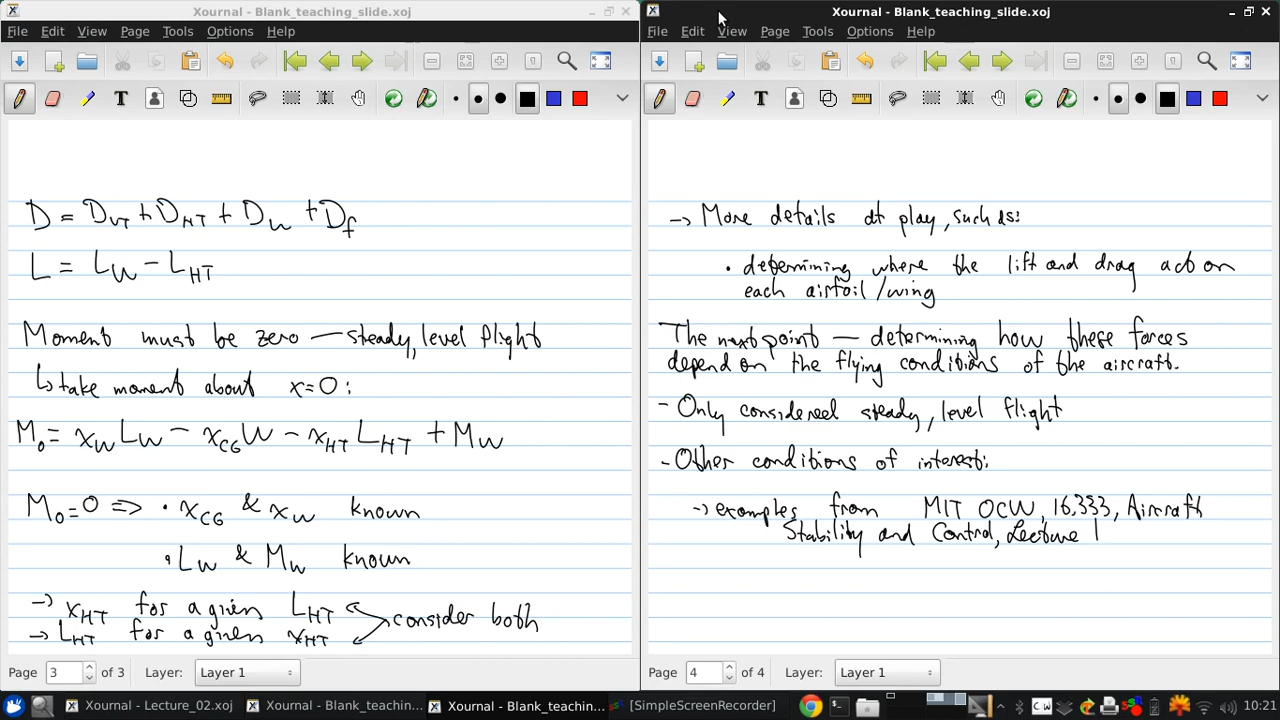 Xournal - Blank_teaching_slide.xoj
File Edit View Page Tools Options Help
D = D_VT + D_HT + D_W + D_f
L = L_W - L_HT
Moment must be zero — steady, level flight
↳ take moment about x=0:
M_0 = x_W L_W - x_CG W - x_HT L_HT + M_W
M_0 = 0 => • x_CG & x_W known
• L_W & M_W known
-> x_HT for a given L_HT
-> L_HT for a given x_HT
consider both
Page 3 of 3 Layer: Layer 1
Xournal - Blank_teaching_slide.xoj
File Edit View Page Tools Options Help
-> More details at play, such as:
• determining where the lift and drag act on
each airfoil/wing
The next point — determining how these forces
depend on the flying conditions of the aircraft.
- Only considered steady, level flight
- Other conditions of interest:
-> examples from MIT OCW, 16.333, Aircraft
Stability and Control, Lecture 1
Page 4 of 4 Layer: Layer 1
Xournal - Lecture_02.xoj
Xournal - Blank_teachin...
Xournal - Blank_teaching...
[SimpleScreenRecorder]
10:21